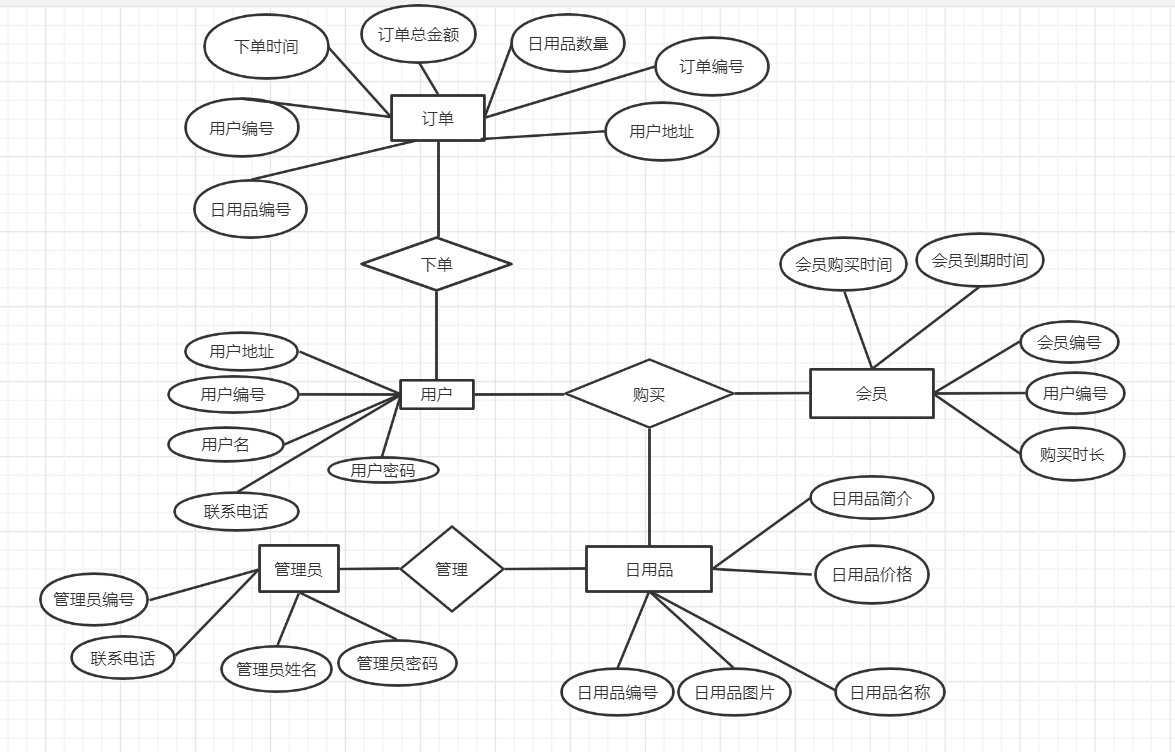 订单总金额
下单时间
日用品数量
订单编号
订单
用户编号
用户地址
日用品编号
下单
会员购买时间
会员到期时间
用户地址
会员编号
用户编号
用户
购买
会员
用户编号
用户名
用户密码
购买时长
联系电话
日用品简介
管理员
管理
日用品
日用品价格
管理员编号
联系电话
管理员姓名
管理员密码
日用品编号
日用品图片
日用品名称